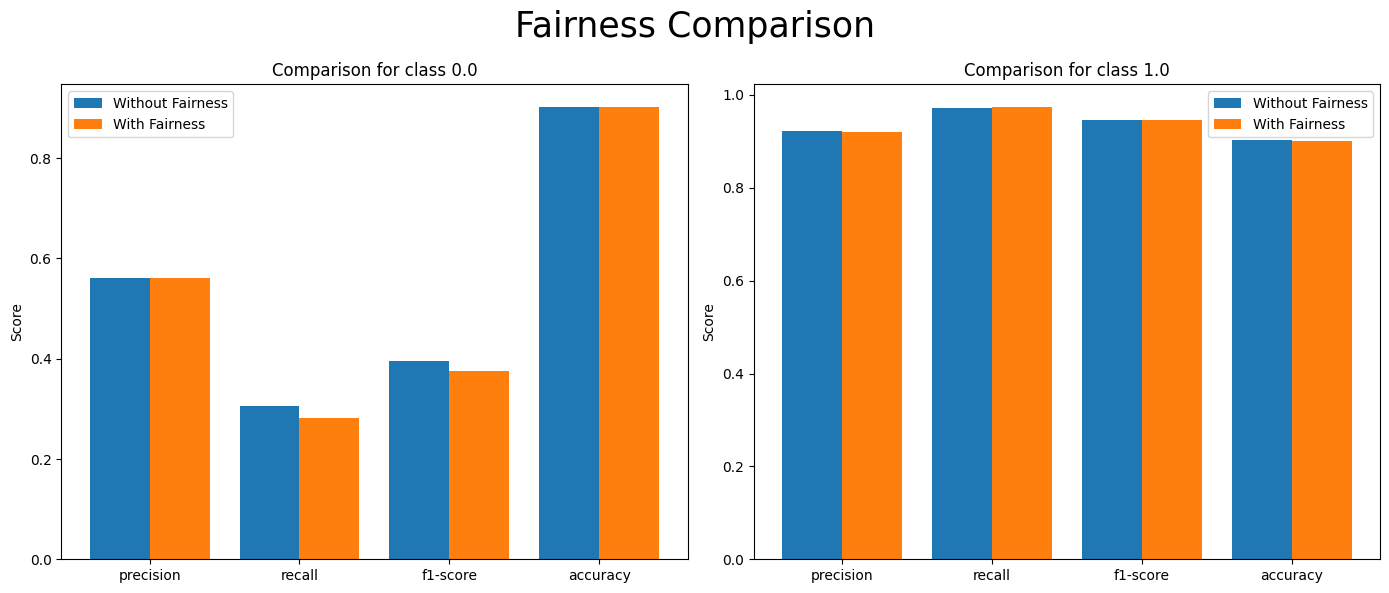 Fairness Comparison
Comparison for class 0.0
Without Fairness
With Fairness
Score
0.8
0.6
0.4
0.2
0.0
precision recall f1-score accuracy
Comparison for class 1.0
Without Fairness
With Fairness
Score
1.0
0.8
0.6
0.4
0.2
0.0
precision recall f1-score accuracy